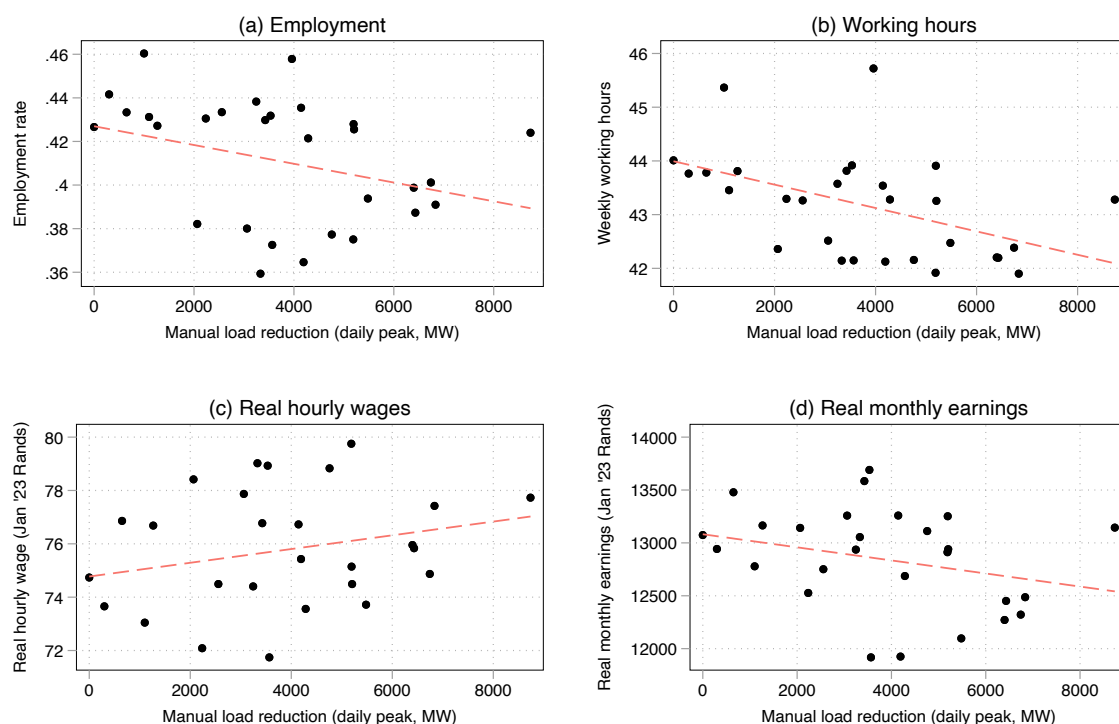 (a) Employment
Employment rate
.46
.44
.42
.4
.38
.36
0 2000 4000 6000 8000
Manual load reduction (daily peak, MW)
(b) Working hours
Weekly working hours
46
45
44
43
42
0 2000 4000 6000 8000
Manual load reduction (daily peak, MW)
(c) Real hourly wages
Real hourly wage (Jan '23 Rands)
80
78
76
74
72
0 2000 4000 6000 8000
Manual load reduction (daily peak, MW)
(d) Real monthly earnings
Real monthly earnings (Jan '23 Rands)
14000
13500
13000
12500
12000
0 2000 4000 6000 8000
Manual load reduction (daily peak, MW)